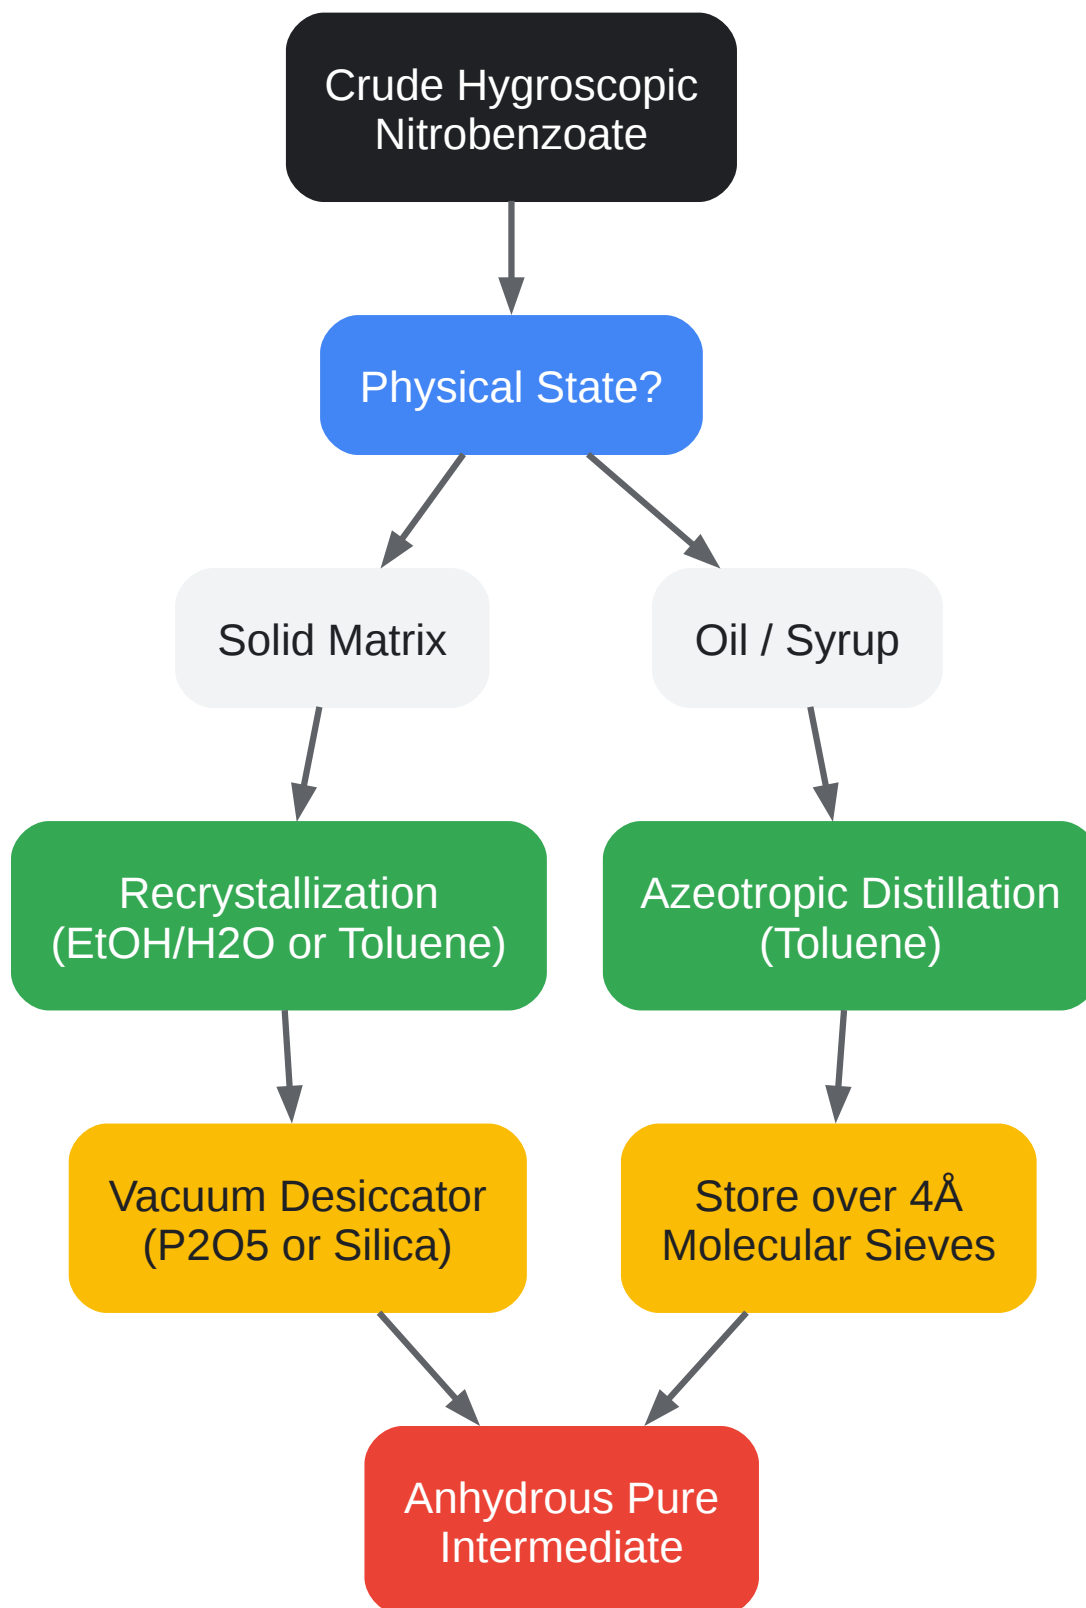 Crude Hygroscopic
Nitrobenzoate
Physical State?
Solid Matrix
Oil / Syrup
Recrystallization
(EtOH/H2O or Toluene)
Azeotropic Distillation
(Toluene)
Vacuum Desiccator
(P2O5 or Silica)
Store over 4Å
Molecular Sieves
Anhydrous Pure
Intermediate